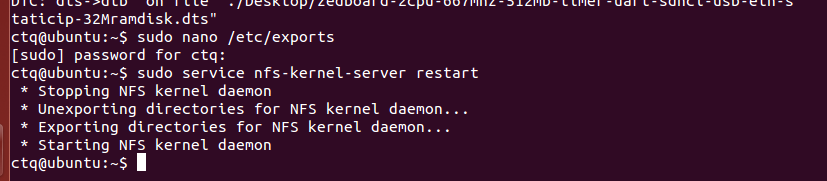 DTC: dts->dtb on file "./Desktop/zedboard-2cpu-667mhz-512mb-timer-uart-sdhci-usb-eth-s
taticip-32Mramdisk.dts"
ctq@ubuntu:~$ sudo nano /etc/exports
[sudo] password for ctq:
ctq@ubuntu:~$ sudo service nfs-kernel-server restart
* Stopping NFS kernel daemon
* Unexporting directories for NFS kernel daemon...
* Exporting directories for NFS kernel daemon...
* Starting NFS kernel daemon
ctq@ubuntu:~$